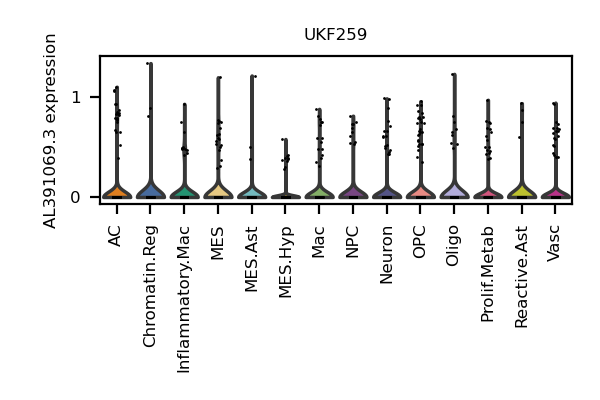 UKF259
AL391069.3 expression
1
0
AC
Chromatin.Reg
Inflammatory.Mac
MES
MES.Ast
MES.Hyp
Mac
NPC
Neuron
OPC
Oligo
Prolif.Metab
Reactive.Ast
Vasc